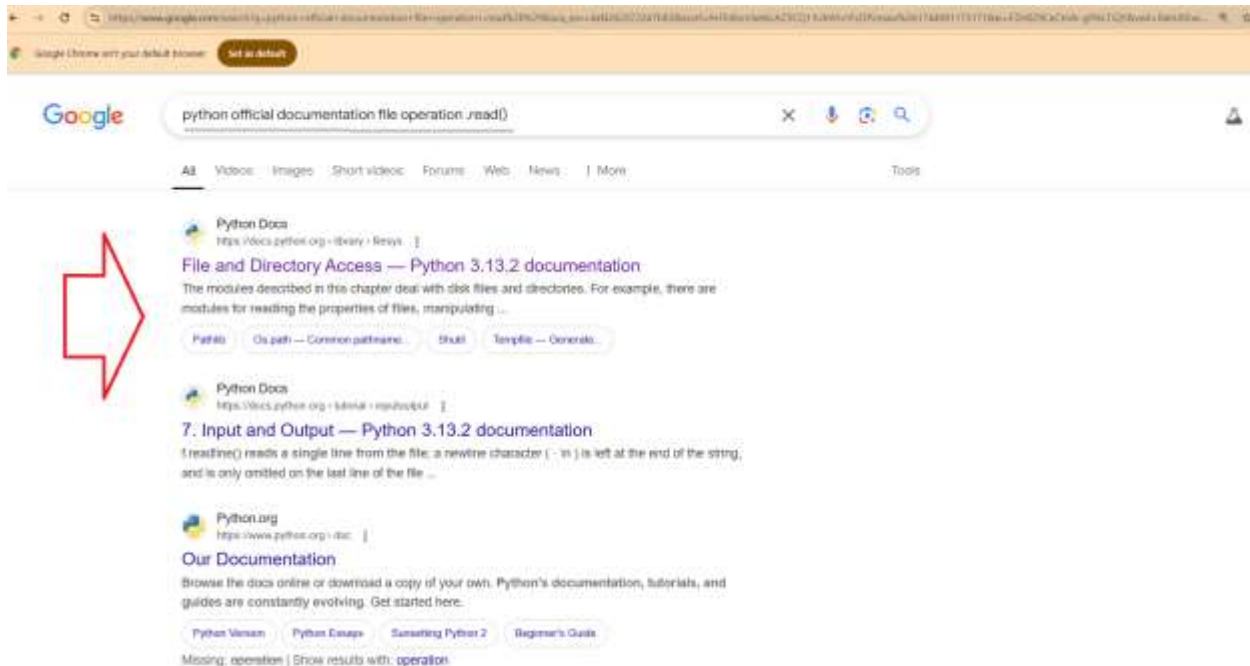 Google Chrome isn't your default browser Set as default
Google
python official documentation file operation .read()
All Videos Images Short videos Forums Web News More Tools
Python Docs
https://docs.python.org › library › filesys
File and Directory Access — Python 3.13.2 documentation
The modules described in this chapter deal with disk files and directories. For example, there are
modules for reading the properties of files, manipulating ...
Pathlib Os.path — Common pathname... Shutil Tempfile — Generate...
Python Docs
https://docs.python.org › tutorial › inputoutput
7. Input and Output — Python 3.13.2 documentation
f.readline() reads a single line from the file; a newline character ( \n ) is left at the end of the string,
and is only omitted on the last line of the file ...
Python.org
https://www.python.org › doc
Our Documentation
Browse the docs online or download a copy of your own. Python's documentation, tutorials, and
guides are constantly evolving. Get started here.
Python Version Python Essays Sunsetting Python 2 Beginner's Guide
Missing: operation | Show results with: operation